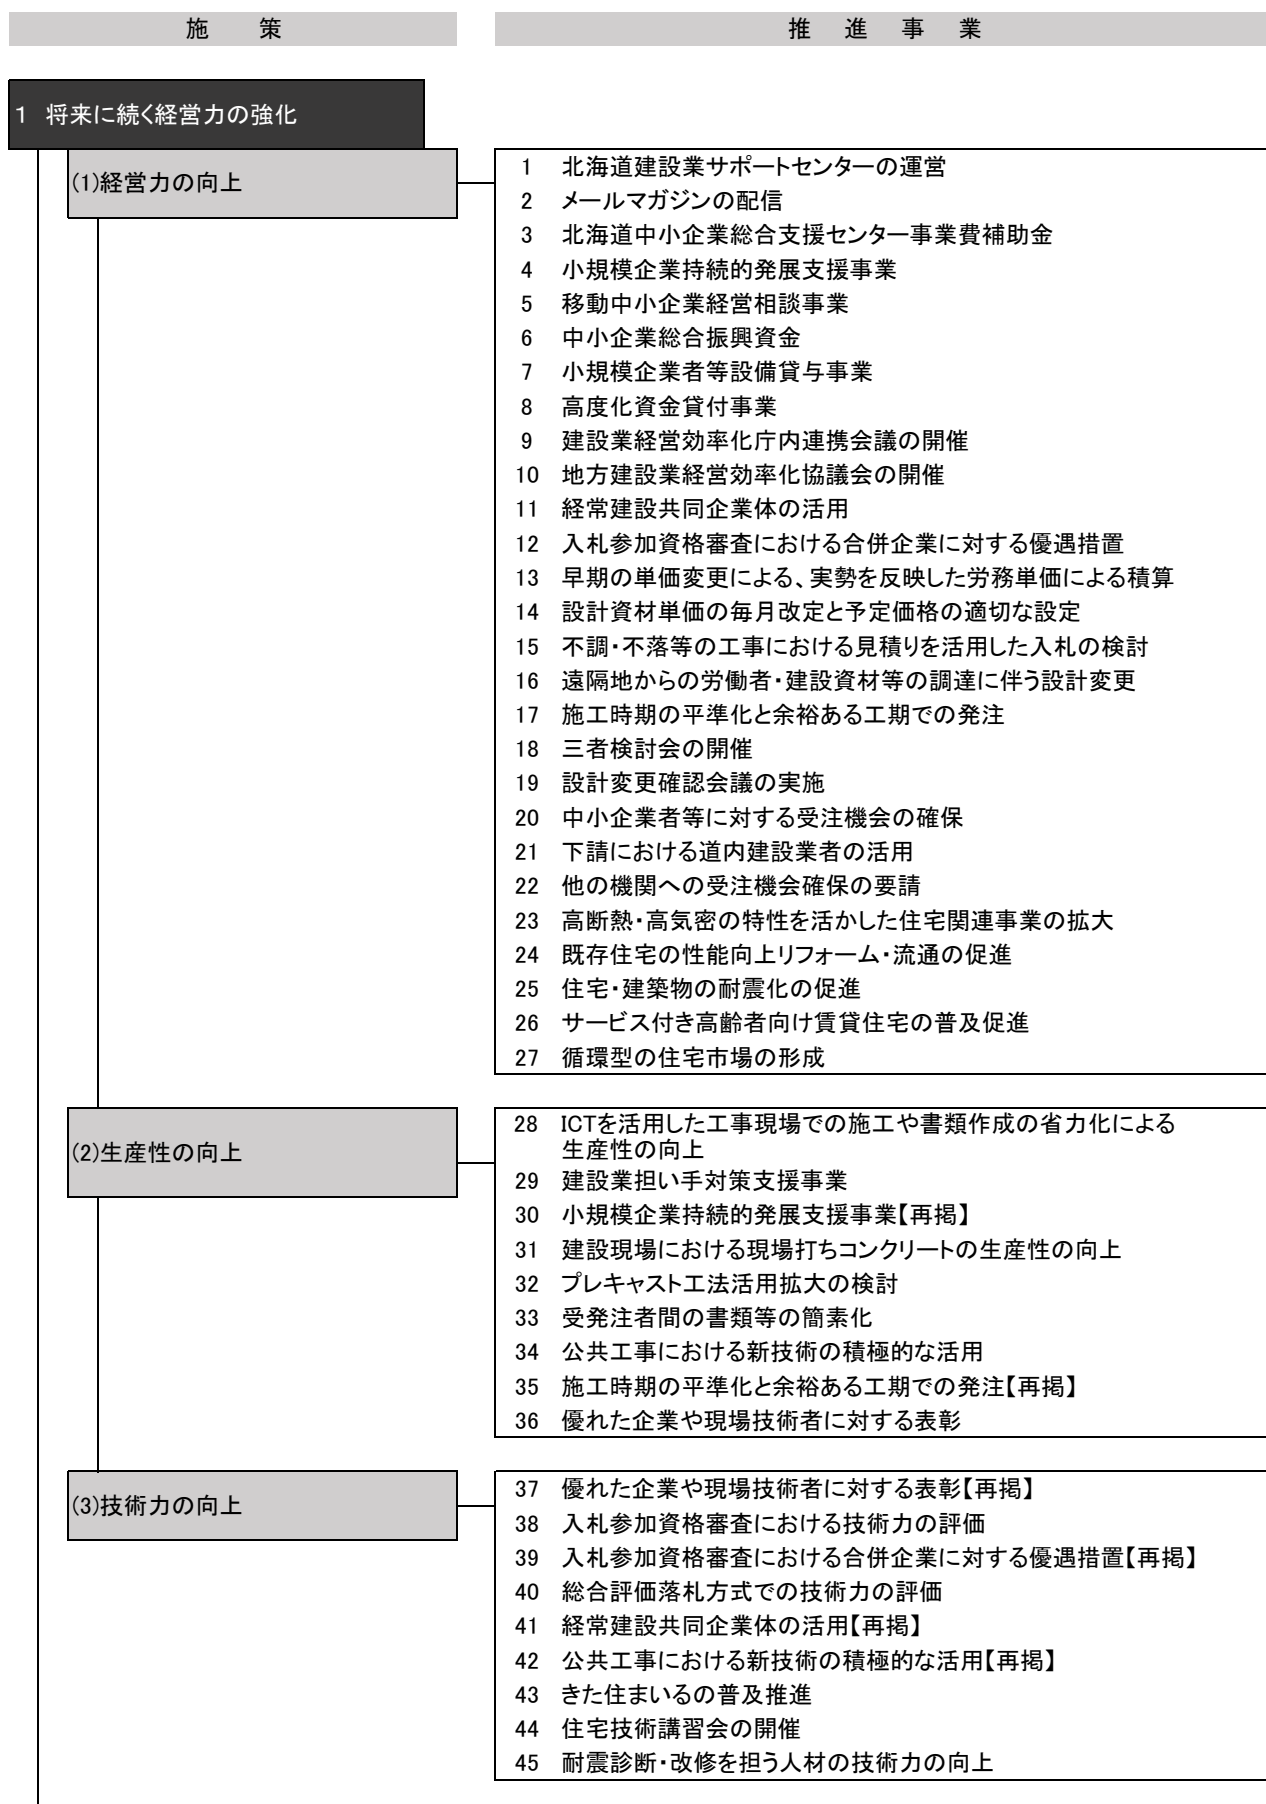 施　策
推　進　事　業
1　将来に続く経営力の強化
(1)経営力の向上
1　北海道建設業サポートセンターの運営
2　メールマガジンの配信
3　北海道中小企業総合支援センター事業費補助金
4　小規模企業持続的発展支援事業
5　移動中小企業経営相談事業
6　中小企業総合振興資金
7　小規模企業者等設備貸与事業
8　高度化資金貸付事業
9　建設業経営効率化庁内連携会議の開催
10　地方建設業経営効率化協議会の開催
11　経常建設共同企業体の活用
12　入札参加資格審査における合併企業に対する優遇措置
13　早期の単価変更による、実勢を反映した労務単価による積算
14　設計資材単価の毎月改定と予定価格の適切な設定
15　不調・不落等の工事における見積りを活用した入札の検討
16　遠隔地からの労働者・建設資材等の調達に伴う設計変更
17　施工時期の平準化と余裕ある工期での発注
18　三者検討会の開催
19　設計変更確認会議の実施
20　中小企業者等に対する受注機会の確保
21　下請における道内建設業者の活用
22　他の機関への受注機会確保の要請
23　高断熱・高気密の特性を活かした住宅関連事業の拡大
24　既存住宅の性能向上リフォーム・流通の促進
25　住宅・建築物の耐震化の促進
26　サービス付き高齢者向け賃貸住宅の普及促進
27　循環型の住宅市場の形成
(2)生産性の向上
28　ICTを活用した工事現場での施工や書類作成の省力化による
生産性の向上
29　建設業担い手対策支援事業
30　小規模企業持続的発展支援事業【再掲】
31　建設現場における現場打ちコンクリートの生産性の向上
32　プレキャスト工法活用拡大の検討
33　受発注者間の書類等の簡素化
34　公共工事における新技術の積極的な活用
35　施工時期の平準化と余裕ある工期での発注【再掲】
36　優れた企業や現場技術者に対する表彰
(3)技術力の向上
37　優れた企業や現場技術者に対する表彰【再掲】
38　入札参加資格審査における技術力の評価
39　入札参加資格審査における合併企業に対する優遇措置【再掲】
40　総合評価落札方式での技術力の評価
41　経常建設共同企業体の活用【再掲】
42　公共工事における新技術の積極的な活用【再掲】
43　きた住まいるの普及推進
44　住宅技術講習会の開催
45　耐震診断・改修を担う人材の技術力の向上